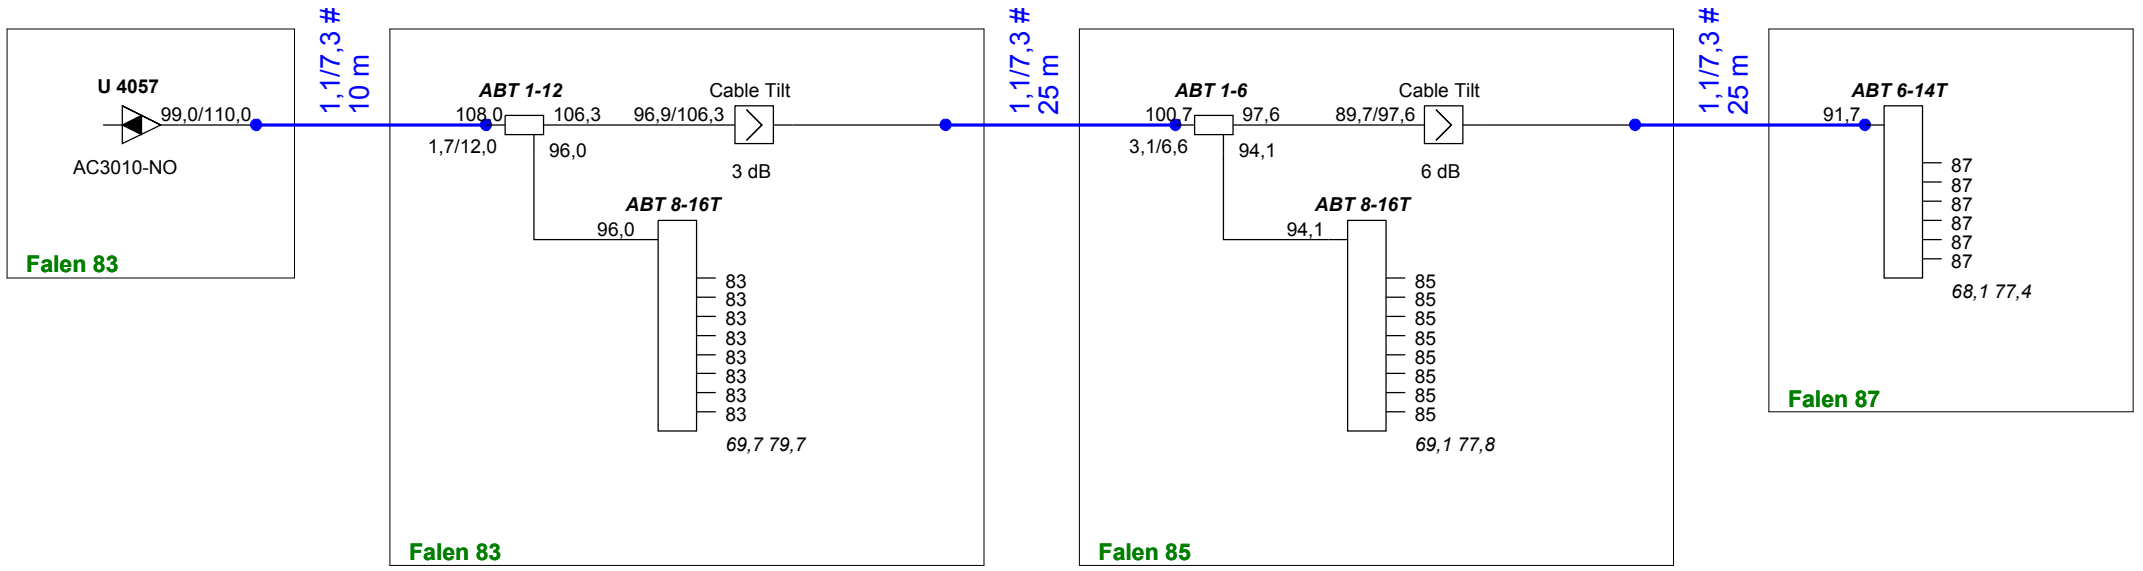 U 4057
99,0/110,0
AC3010-NO
Falen 83
1,1/7,3 #
10 m
ABT 1-12
108,0
106,3
96,9/106,3
Cable Tilt
1,7/12,0
96,0
3 dB
ABT 8-16T
96,0
83
83
83
83
83
83
83
83
69,7 79,7
Falen 83
1,1/7,3 #
25 m
ABT 1-6
100,7
97,6
89,7/97,6
Cable Tilt
3,1/6,6
94,1
6 dB
ABT 8-16T
94,1
85
85
85
85
85
85
85
85
69,1 77,8
Falen 85
1,1/7,3 #
25 m
ABT 6-14T
91,7
87
87
87
87
87
87
68,1 77,4
Falen 87